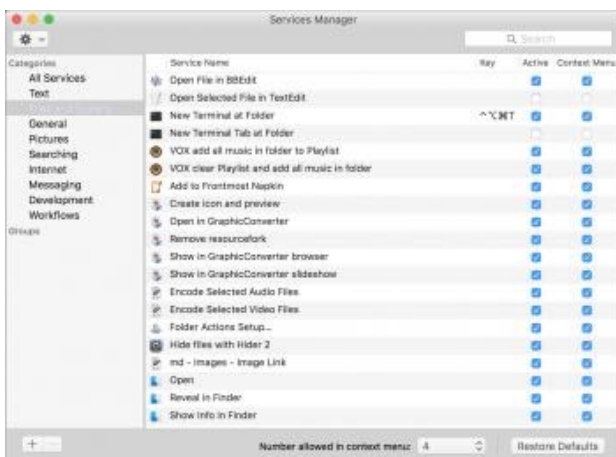 Services Manager
Search
Categories
All Services
Text
General
Pictures
Searching
Internet
Messaging
Development
Workflows
Groups
Service Name Key Active Context Menu
Open File in BBEdit
Open Selected File in TextEdit
New Terminal at Folder ^⌥⌘T
New Terminal Tab at Folder
VOX add all music in folder to Playlist
VOX clear Playlist and add all music in folder
Add to Frontmost Napkin
Create icon and preview
Open in GraphicConverter
Remove resourcefork
Show in GraphicConverter browser
Show in GraphicConverter slideshow
Encode Selected Audio Files
Encode Selected Video Files
Folder Actions Setup...
Hide files with Hider 2
md - Images - Image Link
Open
Reveal in Finder
Show Info in Finder
Number allowed in context menu: 4
Restore Defaults